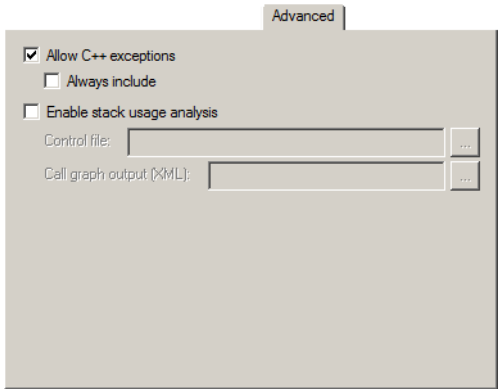 Advanced
Allow C++ exceptions
Always include
Enable stack usage analysis
Control file:
...
Call graph output (XML):
...